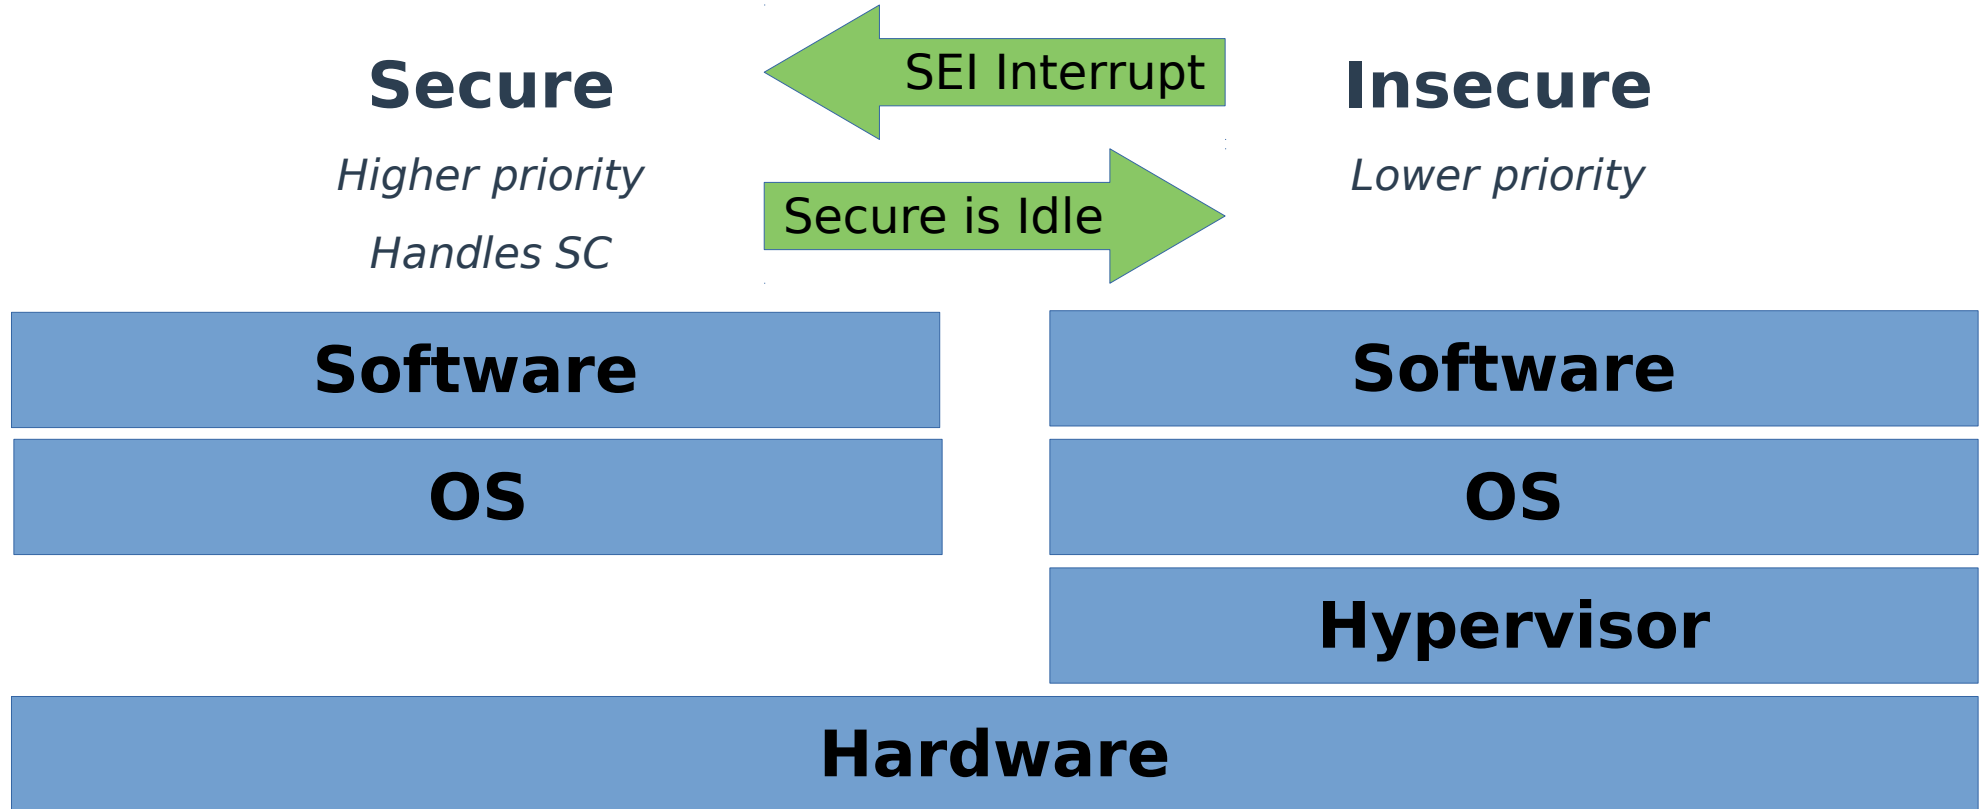 Secure
Higher priority
Handles SC
SEI Interrupt
Secure is Idle
Insecure
Lower priority
Software
OS
Software
OS
Hypervisor
Hardware